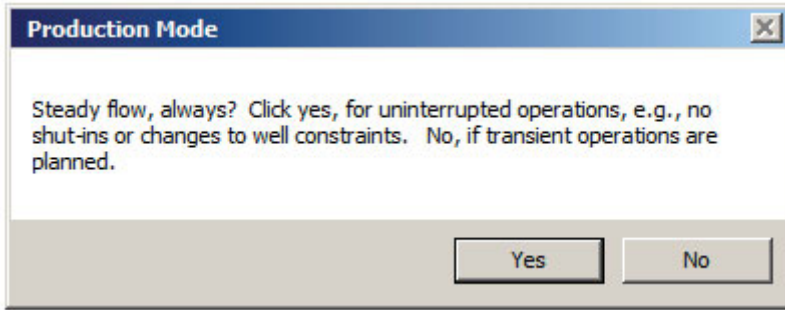 Production Mode
Steady flow, always? Click yes, for uninterrupted operations, e.g., no
shut-ins or changes to well constraints. No, if transient operations are
planned.
Yes No